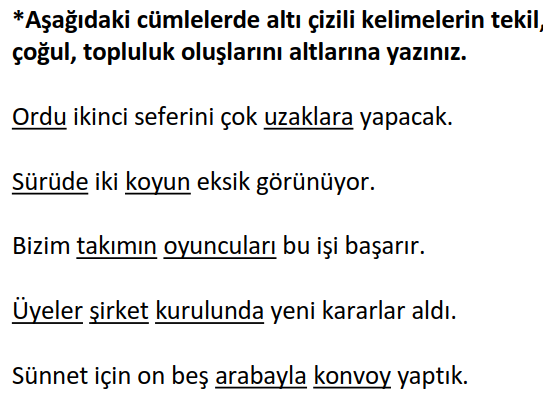 *Aşağıdaki cümlelerde altı çizili kelimelerin tekil,
çoğul, topluluk oluşlarını altlarına yazınız.
Ordu ikinci seferini çok uzaklara yapacak.
Sürüde iki koyun eksik görünüyor.
Bizim takımın oyuncuları bu işi başarır.
Üyeler şirket kurulunda yeni kararlar aldı.
Sünnet için on beş arabayla konvoy yaptık.